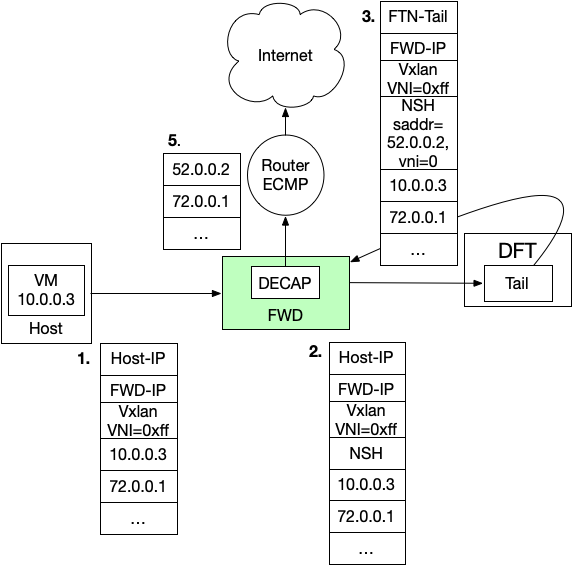 3.
FTN-Tail
FWD-IP
Vxlan
VNI=0xff
NSH
saddr=
52.0.0.2,
vni=0
10.0.0.3
72.0.0.1
...
Internet
5.
52.0.0.2
72.0.0.1
...
Router
ECMP
VM
10.0.0.3
Host
DECAP
FWD
DFT
Tail
1.
Host-IP
FWD-IP
Vxlan
VNI=0xff
10.0.0.3
72.0.0.1
...
2.
Host-IP
FWD-IP
Vxlan
VNI=0xff
NSH
10.0.0.3
72.0.0.1
...